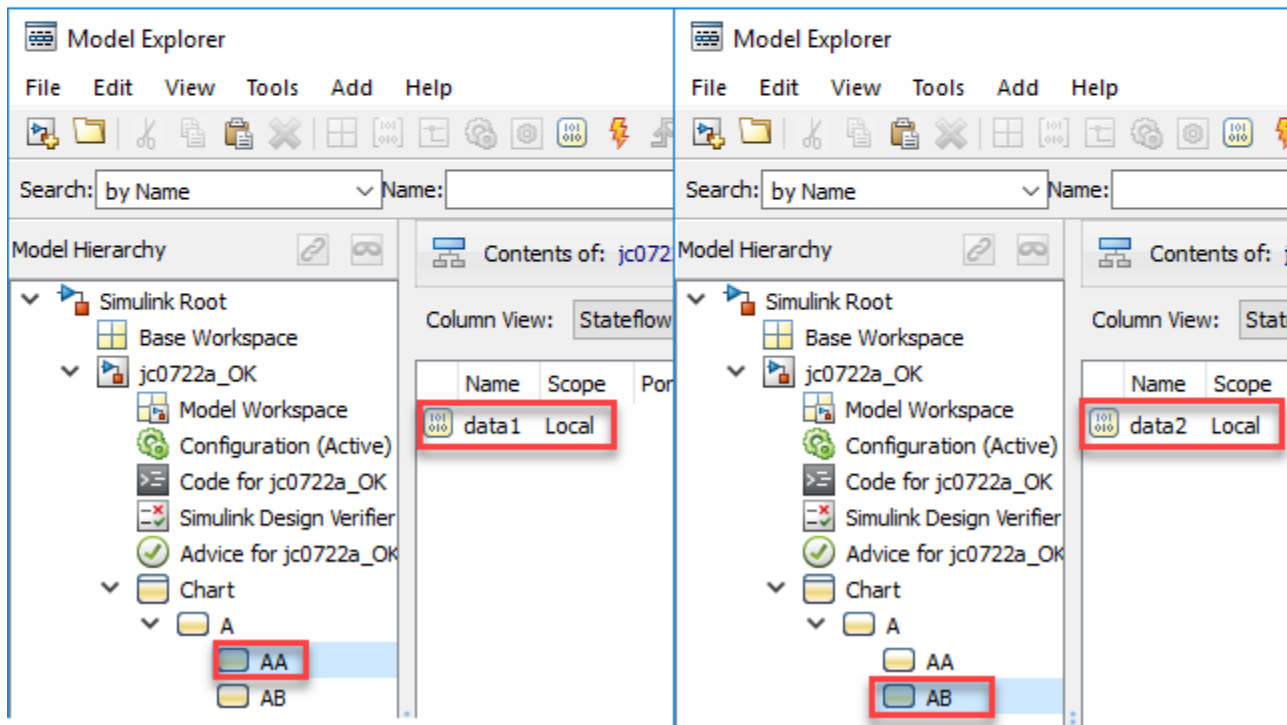 Model Explorer
File Edit View Tools Add Help
Search: by Name Name:
Model Hierarchy
Contents of: jc072
Simulink Root
Column View: Stateflow
Base Workspace
jc0722a_OK
Name Scope Por
Model Workspace
data1 Local
Configuration (Active)
Code for jc0722a_OK
Simulink Design Verifier
Advice for jc0722a_OK
Chart
A
AA
AB
Model Explorer
File Edit View Tools Add Help
Search: by Name Name:
Model Hierarchy
Contents of: j
Simulink Root
Column View: Stat
Base Workspace
jc0722a_OK
Name Scope
Model Workspace
data2 Local
Configuration (Active)
Code for jc0722a_OK
Simulink Design Verifier
Advice for jc0722a_OK
Chart
A
AA
AB